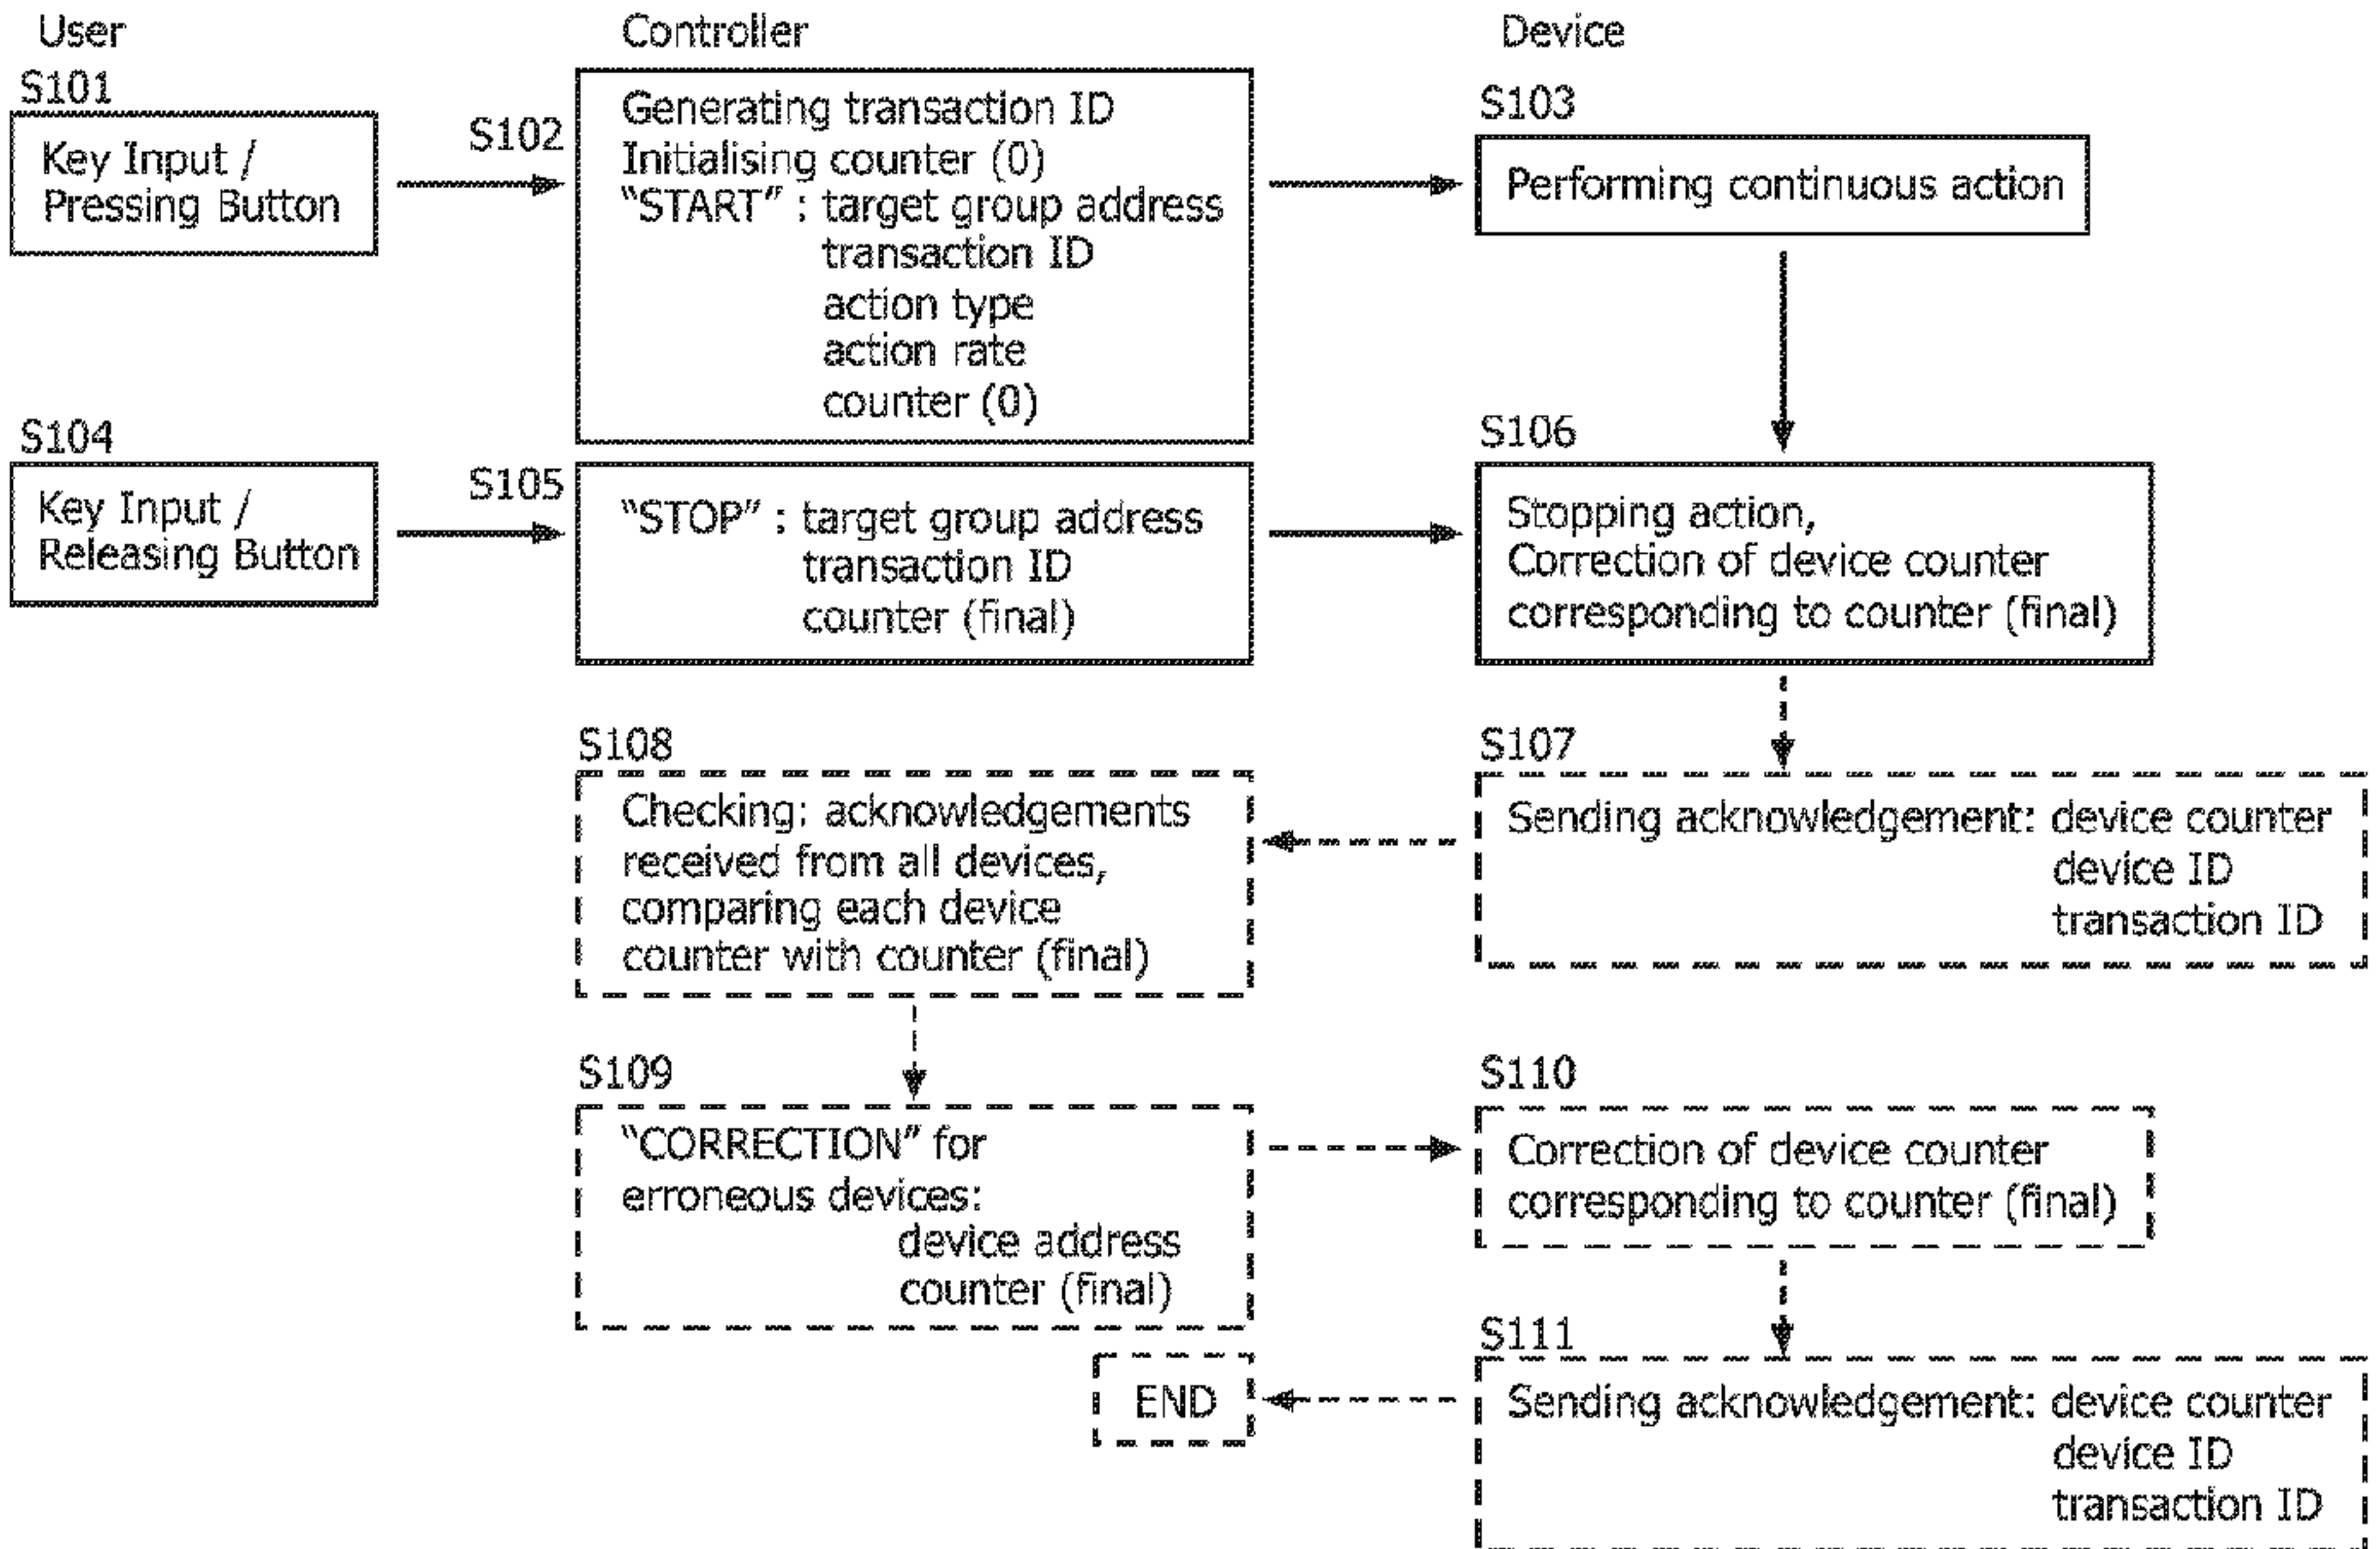 User
Controller
Device
S101
Key Input /
Pressing Button
S102
Generating transaction ID
Initialising counter (0)
“START” : target group address
transaction ID
action type
action rate
counter (0)
S103
Performing continuous action
S104
Key Input /
Releasing Button
S105
“STOP” : target group address
transaction ID
counter (final)
S106
Stopping action,
Correction of device counter
corresponding to counter (final)
S107
Sending acknowledgement: device counter
device ID
transaction ID
S108
Checking: acknowledgements
received from all devices,
comparing each device
counter with counter (final)
S109
“CORRECTION” for
erroneous devices:
device address
counter (final)
S110
Correction of device counter
corresponding to counter (final)
S111
Sending acknowledgement: device counter
device ID
transaction ID
END